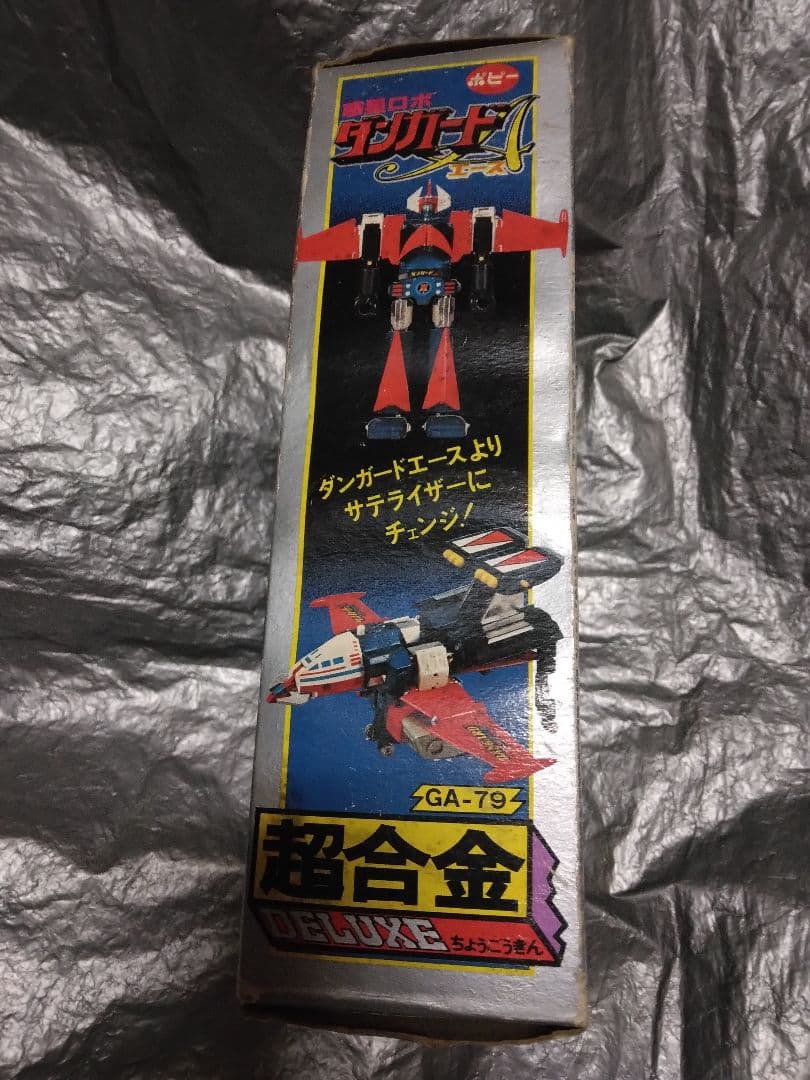 ポピー
惑星ロボ
ダンガードA
エース
ダンガードエースより
サテライザーに
チェンジ!
GA-79
超合金
DELUXE ちょうごうきん